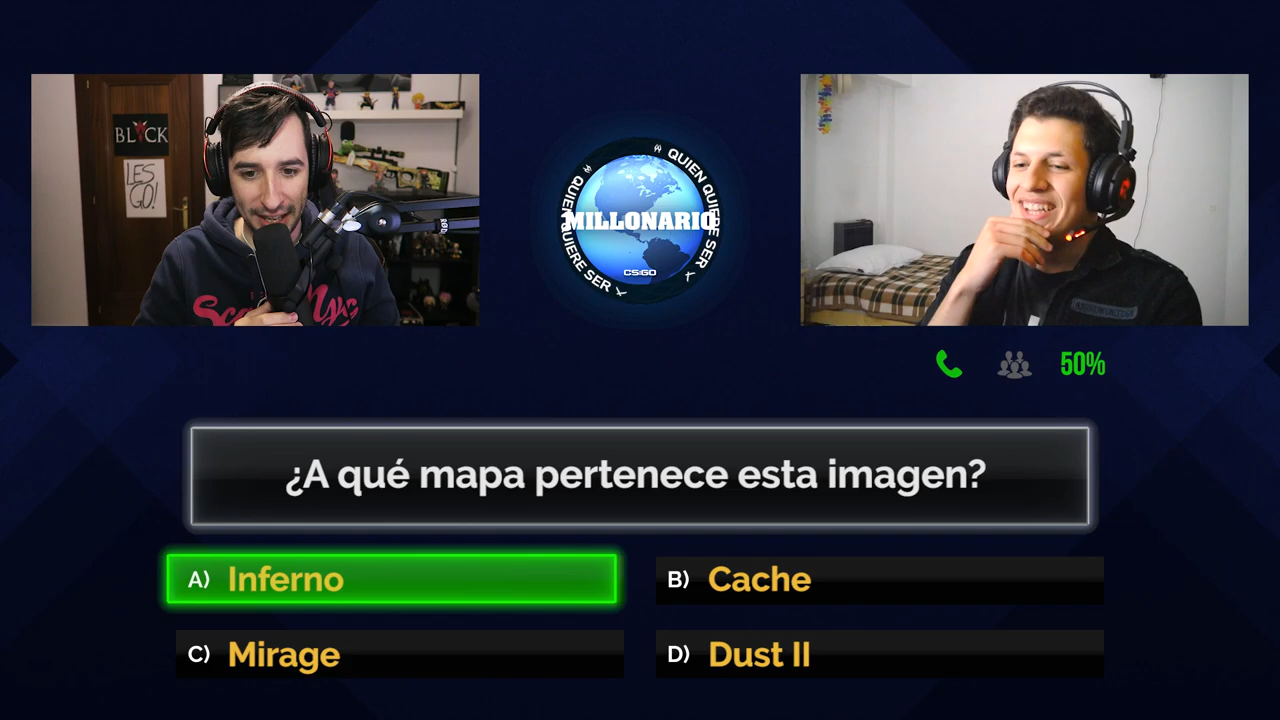 BLACK
LES
GO!
QUIEN QUIERE SER
QUIEN QUIERE SER
MILLONARIO
CS:GO
50%
¿A qué mapa pertenece esta imagen?
A) Inferno
B) Cache
C) Mirage
D) Dust II